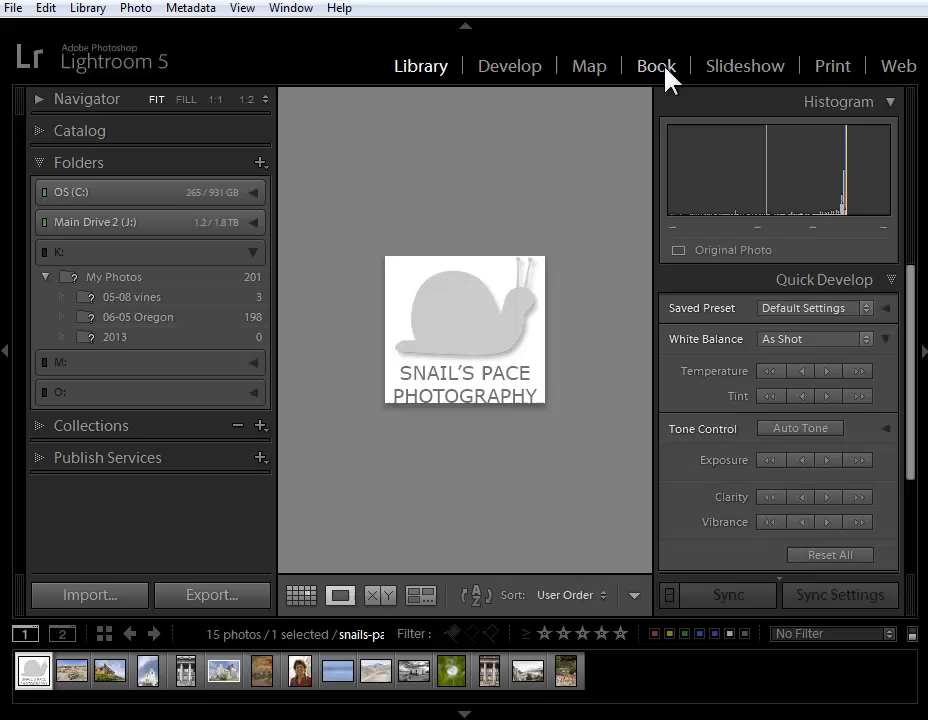 File Edit Library Photo Metadata View Window Help
Lr Adobe Photoshop
Lightroom 5
Library Develop Map Book Slideshow Print Web
Navigator FIT FILL 1:1 1:2
Histogram
Catalog
Folders
OS (C:) 265 / 931 GB
Main Drive 2 (J:) 1.2 / 1.8 TB
K:
My Photos 201
05-08 vines 3
06-05 Oregon 198
2013 0
M:
O:
Collections
Publish Services
Import... Export...
SNAIL'S PACE
PHOTOGRAPHY
Original Photo
Quick Develop
Saved Preset Default Settings
White Balance As Shot
Temperature
Tint
Tone Control Auto Tone
Exposure
Clarity
Vibrance
Reset All
XY Sort: User Order
Sync Sync Settings
1 2 15 photos / 1 selected / snails-pa Filter : No Filter
SNAILS PACE
PHOTOGRAPHY